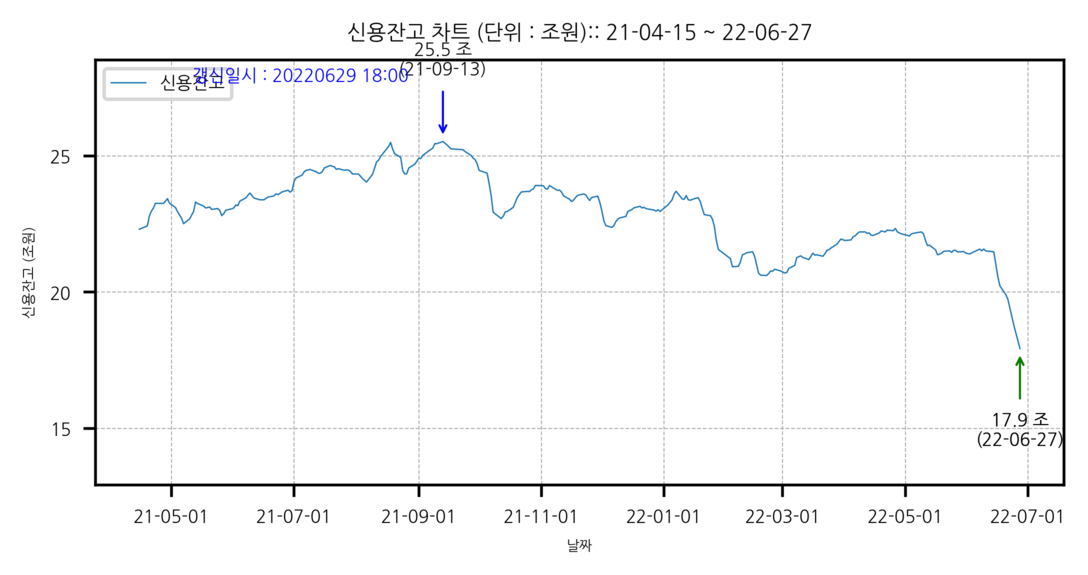 신용잔고 차트 (단위 : 조원):: 21-04-15 ~ 22-06-27
25.5 조
(21-09-13)
갱신일시 : 20220629 18:00
신용잔고
25
20
15
신용잔고 (조원)
17.9 조
(22-06-27)
21-05-01
21-07-01
21-09-01
21-11-01
22-01-01
22-03-01
22-05-01
22-07-01
날짜